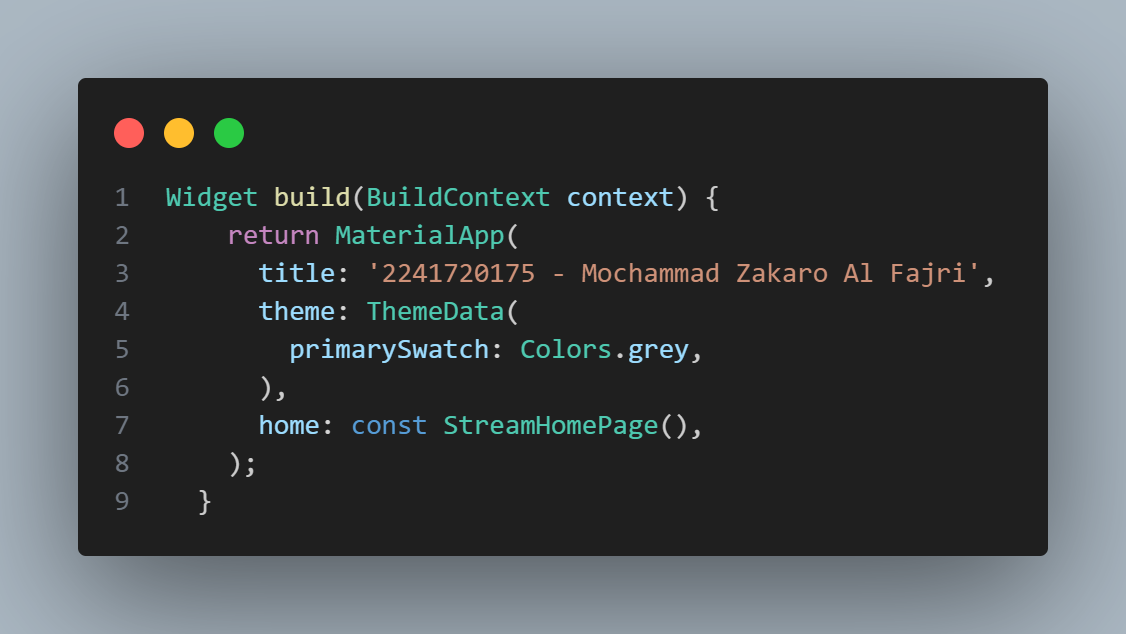 1 Widget build(BuildContext context) {
2 return MaterialApp(
3 title: '2241720175 - Mochammad Zakaro Al Fajri',
4 theme: ThemeData(
5 primarySwatch: Colors.grey,
6 ),
7 home: const StreamHomePage(),
8 );
9 }